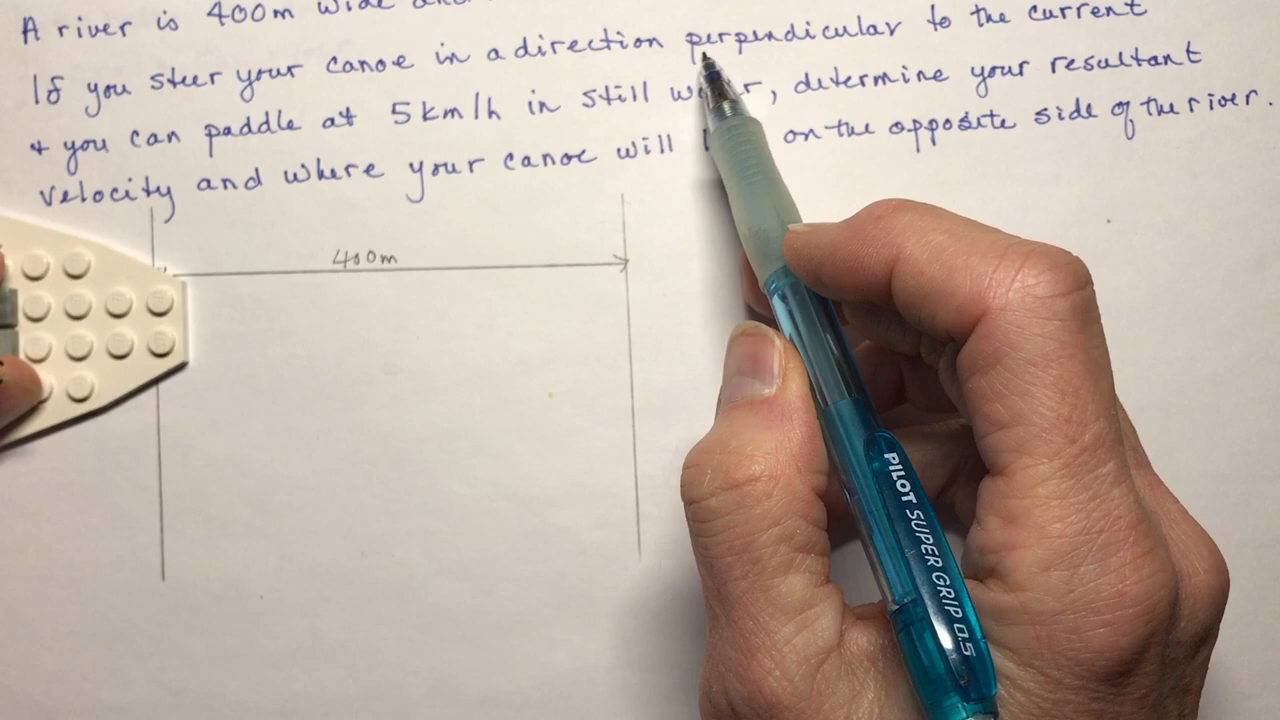 A river is 400m wide
If you steer your canoe in a direction perpendicular to the current
+ you can paddle at 5 km/h in still , determine your resultant
velocity and where your canoe will on the opposite side of the river.
400m
PILOT SUPER GRIP 0.5